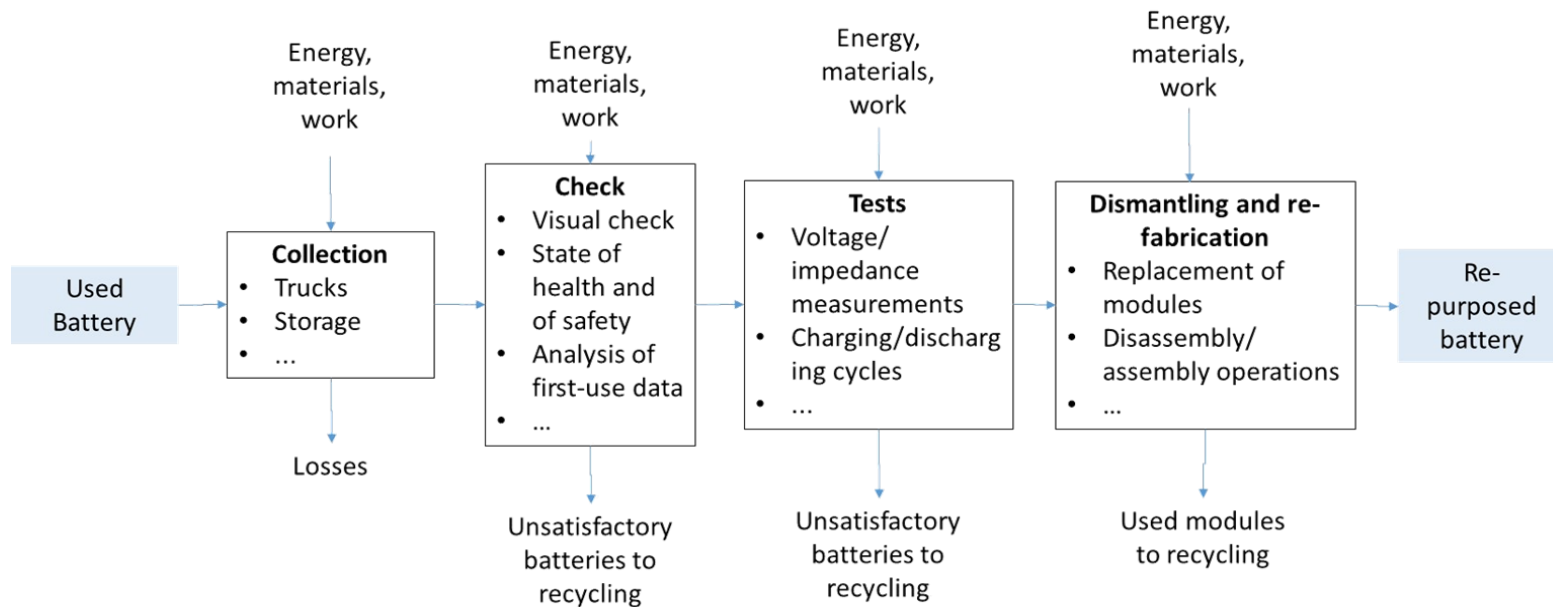 Energy,
materials,
work
Energy,
materials,
work
Energy,
materials,
work
Energy,
materials,
work
Used
Battery
Collection
• Trucks
• Storage
• ...
Losses
Check
• Visual check
• State of
health and
of safety
• Analysis of
first-use data
• ...
Unsatisfactory
batteries to
recycling
Tests
• Voltage/
impedance
measurements
• Charging/discharg
ing cycles
• ...
Unsatisfactory
batteries to
recycling
Dismantling and re-
fabrication
• Replacement of
modules
• Disassembly/
assembly operations
• ...
Used modules
to recycling
Re-
purposed
battery